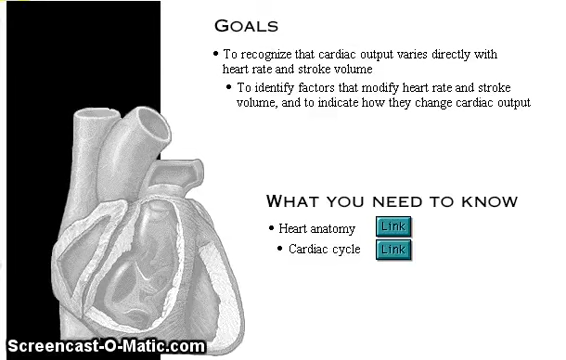 GOALS
• To recognize that cardiac output varies directly with
heart rate and stroke volume
• To identify factors that modify heart rate and stroke
volume, and to indicate how they change cardiac output
WHAT YOU NEED TO KNOW
• Heart anatomy Link
• Cardiac cycle Link
Screencast-O-Matic.com